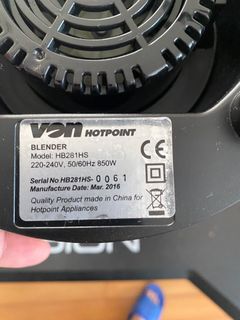 von HOTPOINT
BLENDER
Model: HB281HS
220-240V, 50/60Hz 850W
Serial No HB281HS- 0061
Manufacture Date: Mar. 2016
Quality Product made in China for
Hotpoint Appliances
CE
ION